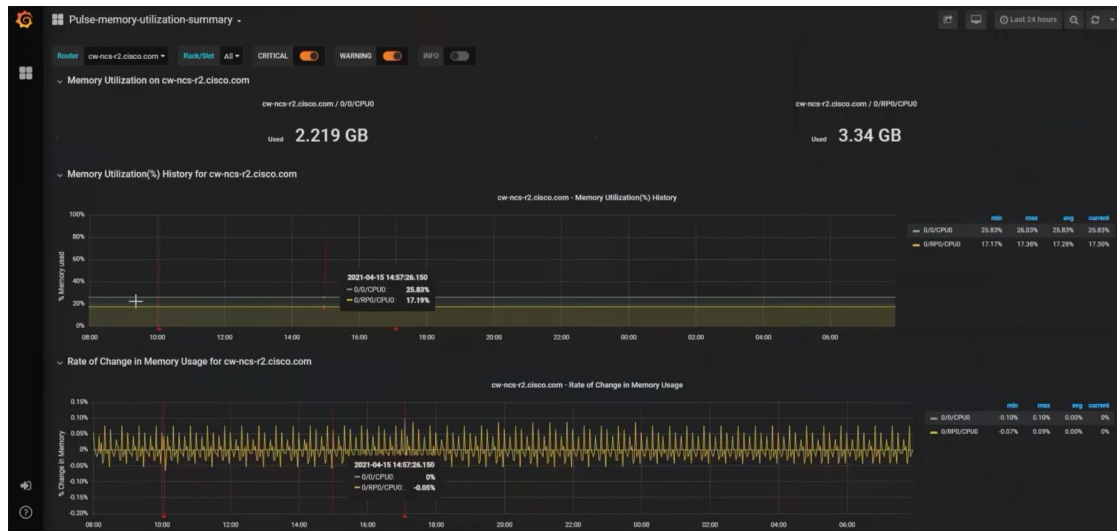 Pulse-memory-utilization-summary
Last 24 hours
Router cw-ncs-r2.cisco.com Rack/Slot All CRITICAL WARNING INFO
Memory Utilization on cw-ncs-r2.cisco.com
cw-ncs-r2.cisco.com / 0/0/CPU0
Used 2.219 GB
cw-ncs-r2.cisco.com / 0/RP0/CPU0
Used 3.34 GB
Memory Utilization(%) History for cw-ncs-r2.cisco.com
cw-ncs-r2.cisco.com - Memory Utilization(%) History
% Memory used
100%
80%
60%
40%
20%
0%
08:00 10:00 12:00 14:00 16:00 18:00 20:00 22:00 00:00 02:00 04:00 06:00
2021-04-15 14:57:26.150
0/0/CPU0: 25.83%
0/RP0/CPU0: 17.19%
min max avg current
0/0/CPU0 25.83% 26.03% 25.83% 25.83%
0/RP0/CPU0 17.17% 17.38% 17.28% 17.30%
Rate of Change in Memory Usage for cw-ncs-r2.cisco.com
cw-ncs-r2.cisco.com - Rate of Change in Memory Usage
% Change in Memory
0.15%
0.10%
0.05%
0%
-0.05%
-0.10%
-0.15%
-0.20%
08:00 10:00 12:00 14:00 16:00 18:00 20:00 22:00 00:00 02:00 04:00 06:00
2021-04-15 14:57:26.150
0/0/CPU0: 0%
0/RP0/CPU0: -0.05%
min max avg current
0/0/CPU0 -0.10% 0.10% 0.00% 0%
0/RP0/CPU0 -0.07% 0.09% 0.00% 0%